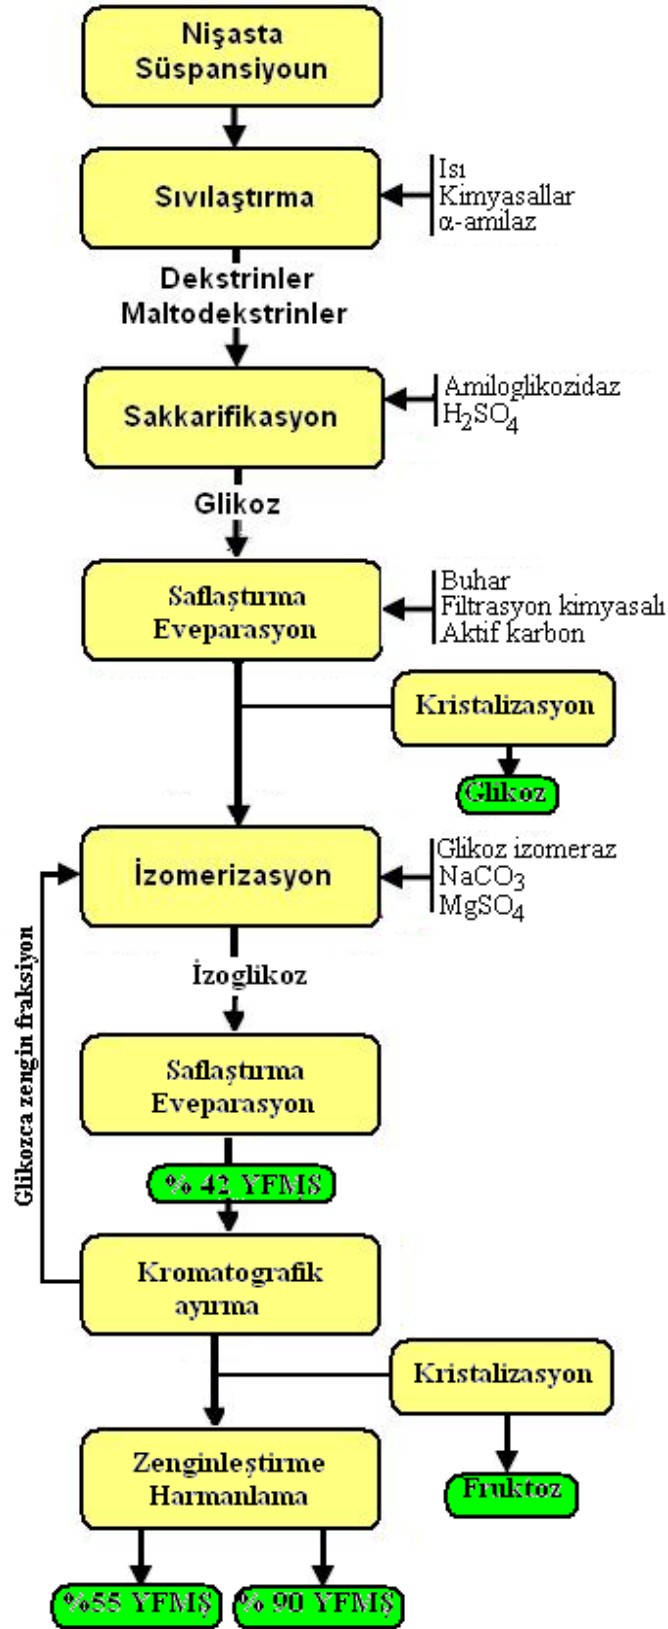 Nişasta
Süspansiyoun
Sıvılaştırma
Isı
Kimyasallar
α-amilaz
Dekstrinler
Maltodekstrinler
Sakkarifikasyon
Amiloglikozidaz
H₂SO₄
Glikoz
Saflaştırma
Eveparasyon
Buhar
Filtrasyon kimyasalı
Aktif karbon
Kristalizasyon
Glikoz
İzomerizasyon
Glikoz izomeraz
NaCO₃
MgSO₄
Glikozca zengin fraksiyon
İzoglikoz
Saflaştırma
Eveparasyon
% 42 YFMŞ
Kromatografik
ayırma
Kristalizasyon
Fruktoz
Zenginleştirme
Harmanlama
%55 YFMŞ
% 90 YFMŞ